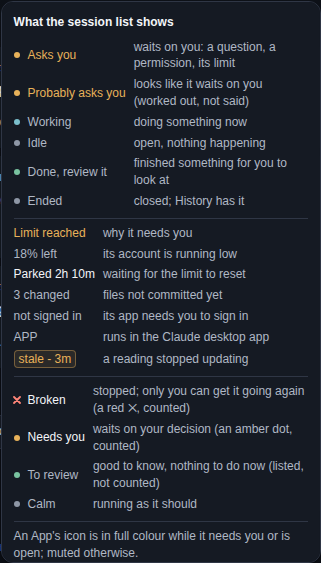 What the session list shows
Asks you waits on you: a question, a
permission, its limit
Probably asks you looks like it waits on you
(worked out, not said)
Working doing something now
Idle open, nothing happening
Done, review it finished something for you to
look at
Ended closed; History has it
Limit reached why it needs you
18% left its account is running low
Parked 2h 10m waiting for the limit to reset
3 changed files not committed yet
not signed in its app needs you to sign in
APP runs in the Claude desktop app
stale - 3m a reading stopped updating
Broken stopped; only you can get it going again
(a red ✕, counted)
Needs you waits on your decision (an amber dot,
counted)
To review good to know, nothing to do now (listed,
not counted)
Calm running as it should
An App's icon is in full colour while it needs you or is
open; muted otherwise.